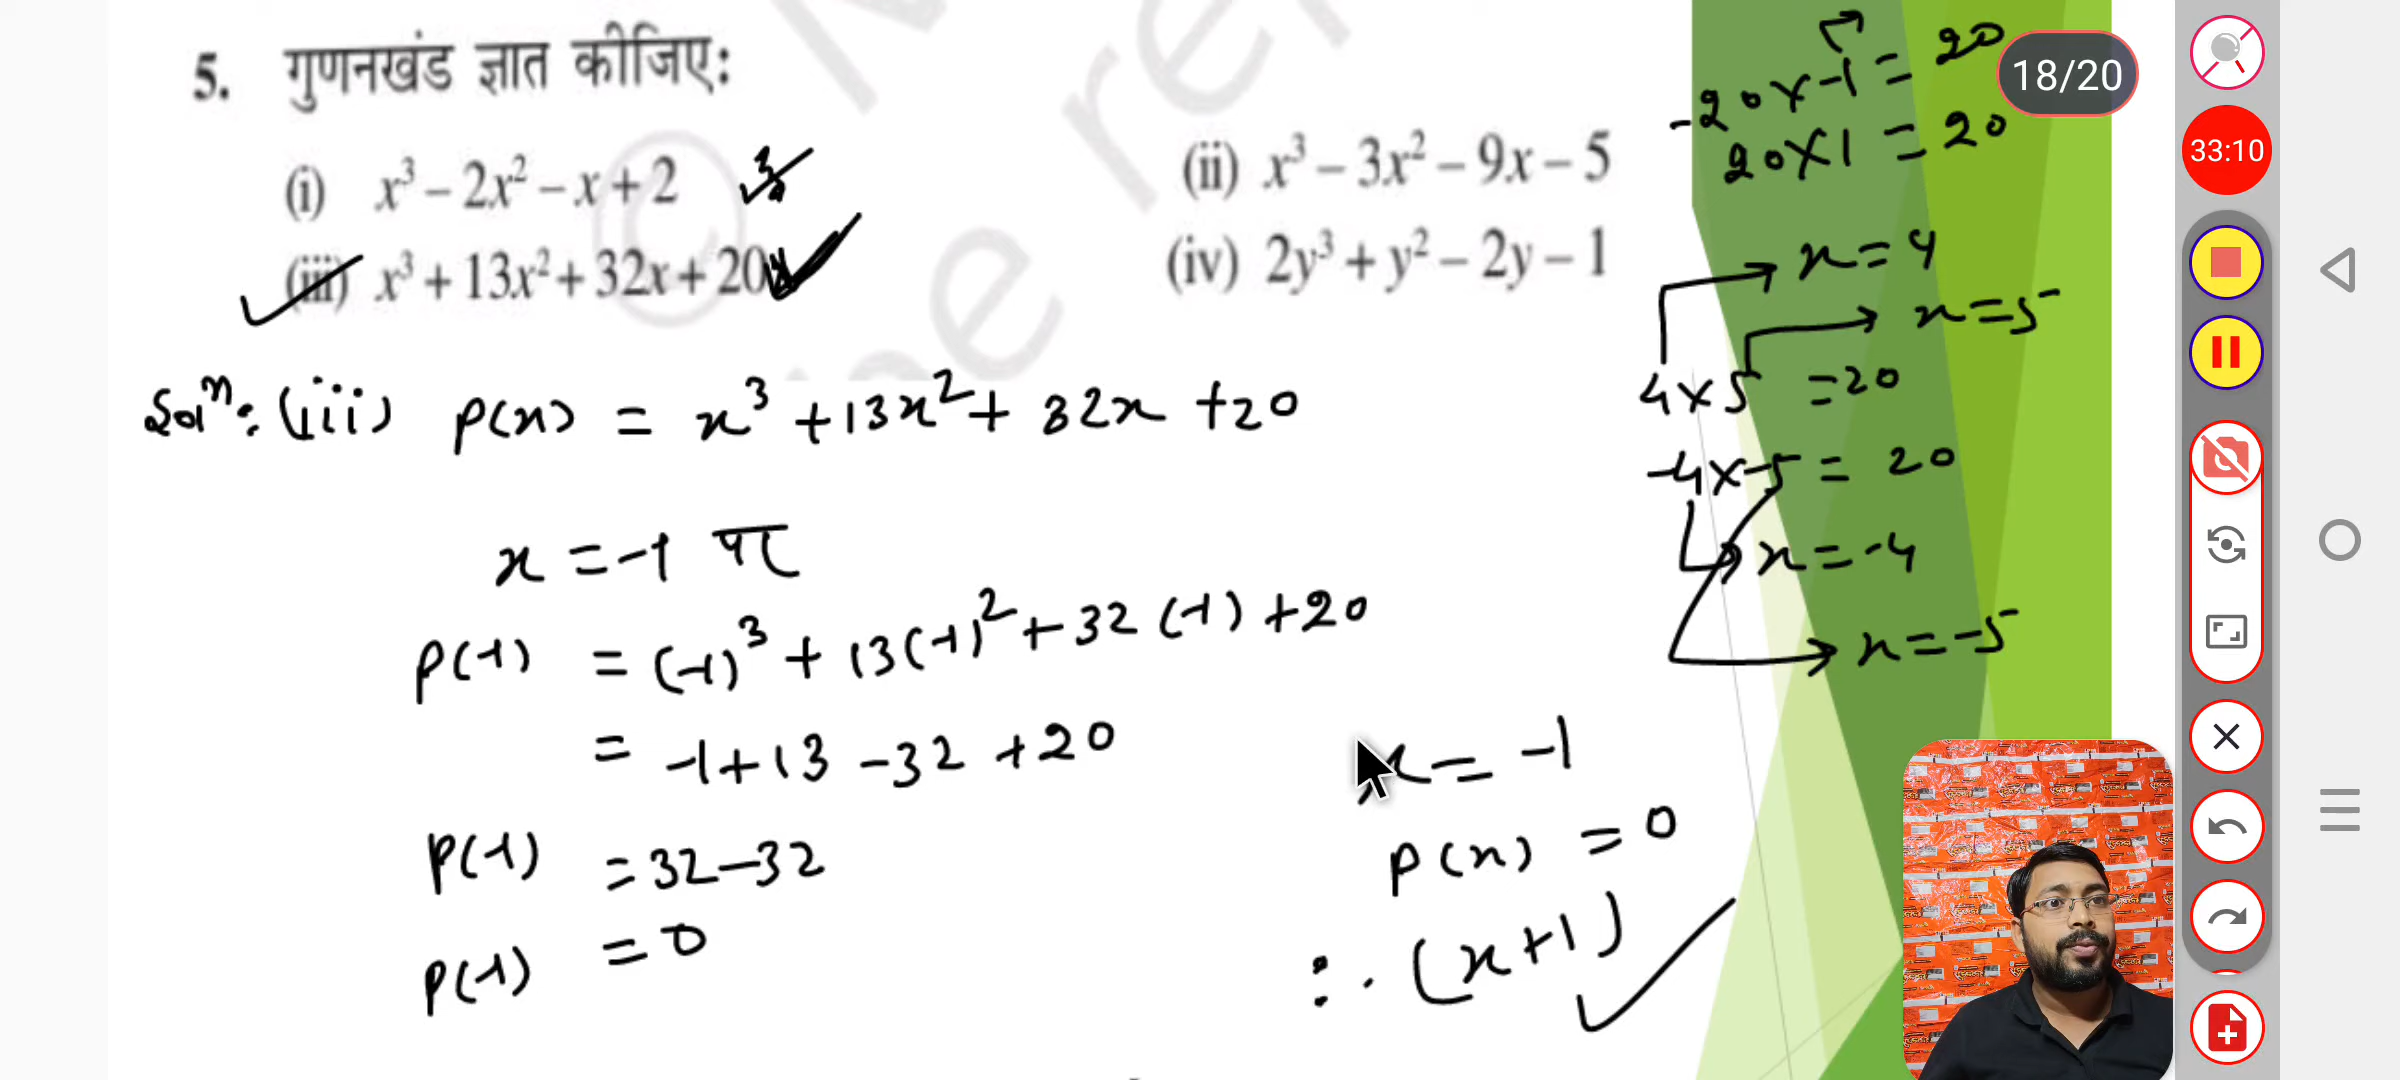 5. गुणनखंड ज्ञात कीजिए:
(i) x³ – 2x² – x + 2
(ii) x³ – 3x² – 9x – 5
(iii) x³ + 13x² + 32x + 20
(iv) 2y³ + y² – 2y – 1
Solⁿ: (iii) p(x) = x³ + 13x² + 32x + 20
x = -1 पर
p(-1) = (-1)³ + 13(-1)² + 32(-1) + 20
= -1 + 13 - 32 + 20
p(-1) = 32 - 32
p(-1) = 0
-20 x -1 = 20
20 x 1 = 20
x = 4
x = 5
4 x 5 = 20
-4 x -5 = 20
x = -4
x = -5
x = -1
p(x) = 0
∴ (x+1)
18/20
33:10